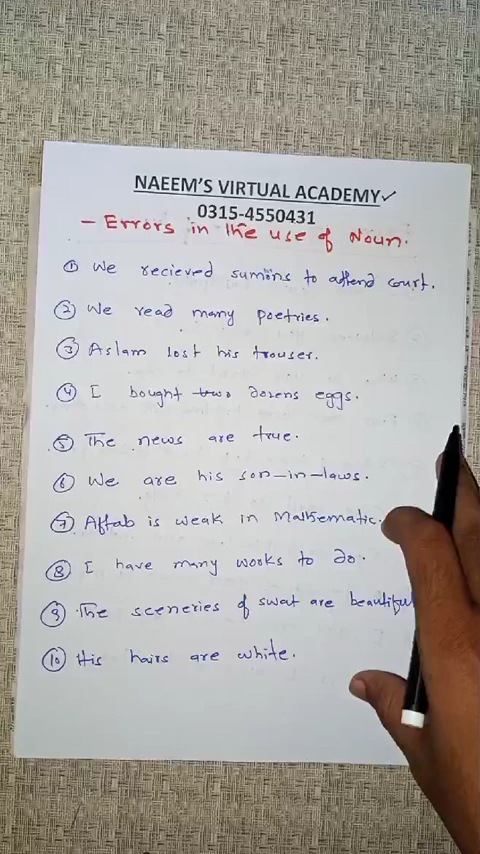 NAEEM'S VIRTUAL ACADEMY
0315-4550431
- Errors in the use of Noun.
① We recieved sumons to attend court.
② We read many poetries.
③ Aslam lost his trouser.
④ I bought two dozens eggs.
⑤ The news are true.
⑥ We are his son-in-laws.
⑦ Aftab is weak in Mathematic.
⑧ I have many works to do.
⑨ The sceneries of swat are beautiful
⑩ His hairs are white.